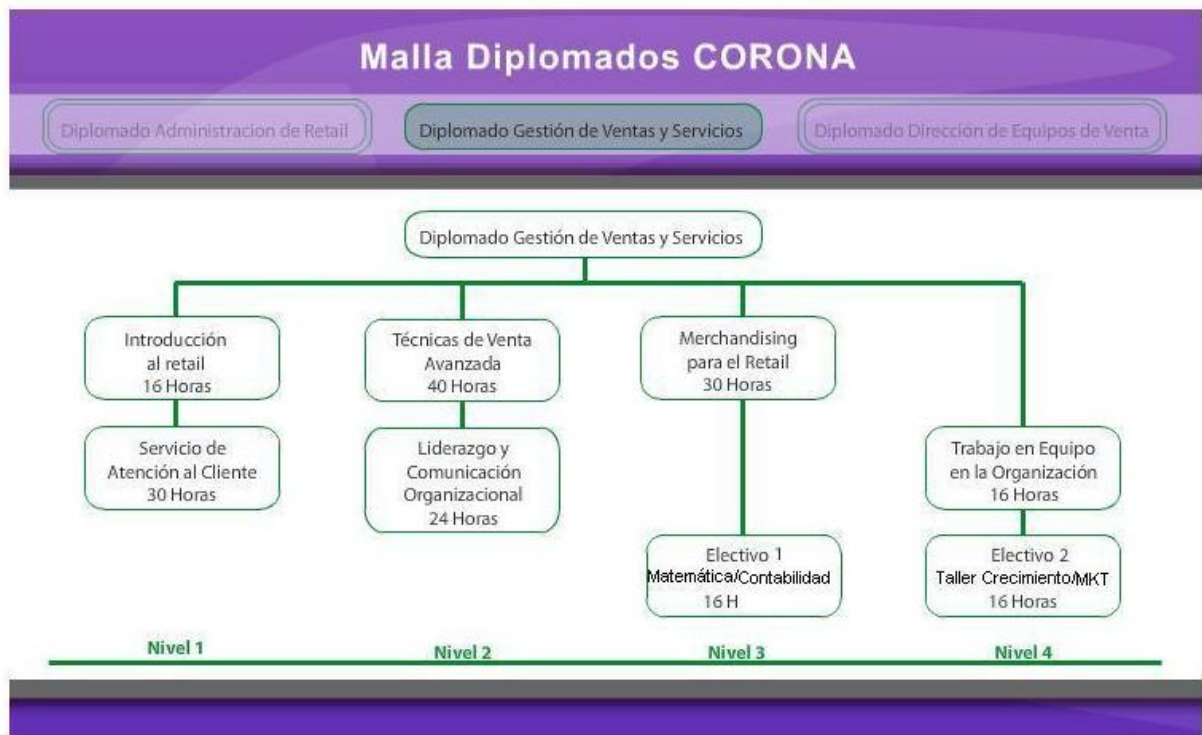 Malla Diplomados CORONA
Diplomado Administracion de Retail
Diplomado Gestión de Ventas y Servicios
Diplomado Dirección de Equipos de Venta
Diplomado Gestión de Ventas y Servicios
Introducción
al retail
16 Horas
Servicio de
Atención al Cliente
30 Horas
Técnicas de Venta
Avanzada
40 Horas
Liderazgo y
Comunicación
Organizacional
24 Horas
Merchandising
para el Retail
30 Horas
Electivo 1
Matemática/Contabilidad
16 H
Trabajo en Equipo
en la Organización
16 Horas
Electivo 2
Taller Crecimiento/MKT
16 Horas
Nivel 1
Nivel 2
Nivel 3
Nivel 4